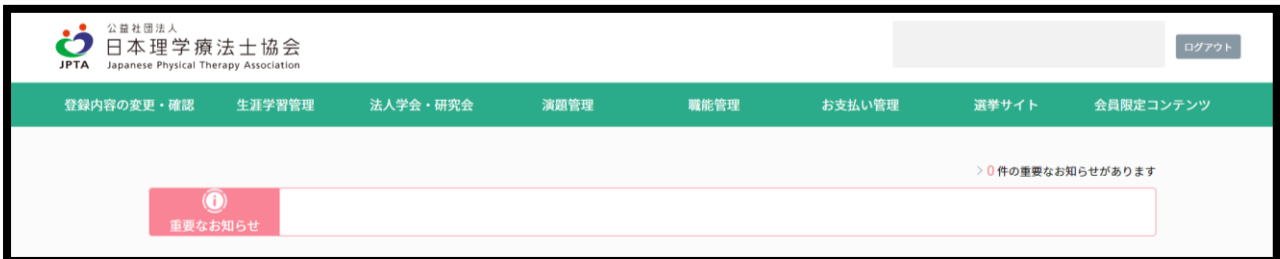 公益社団法人
日本理学療法士協会
JPTA Japanese Physical Therapy Association
ログアウト
登録内容の変更・確認 生涯学習管理 法人学会・研究会 演題管理 職能管理 お支払い管理 選挙サイト 会員限定コンテンツ
> 0 件の重要なお知らせがあります
重要なお知らせ